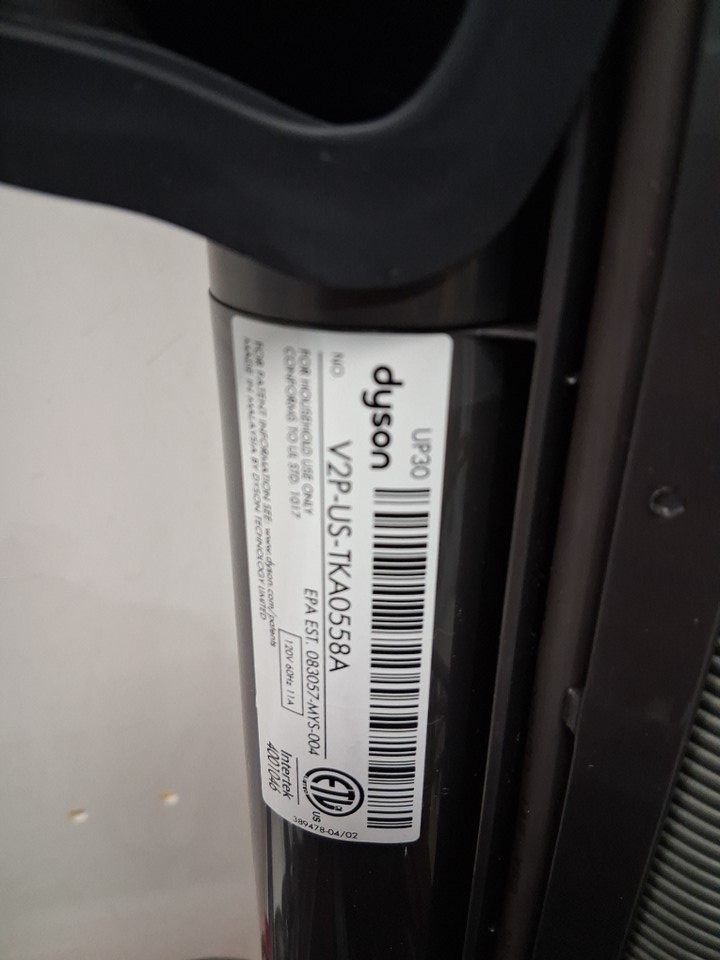 UP30
dyson
NO: V2P-US-TKA0558A
FOR HOUSEHOLD USE ONLY
CONFORMS TO UL STD. 1017
EPA EST. 083057-MYS-004
120V 60Hz 11A
FOR PATENT INFORMATION SEE: www.dyson.com/patents
MADE IN MALAYSIA BY DYSON TECHNOLOGY LIMITED
ETL
US
Intertek
4001046
389478-04/02